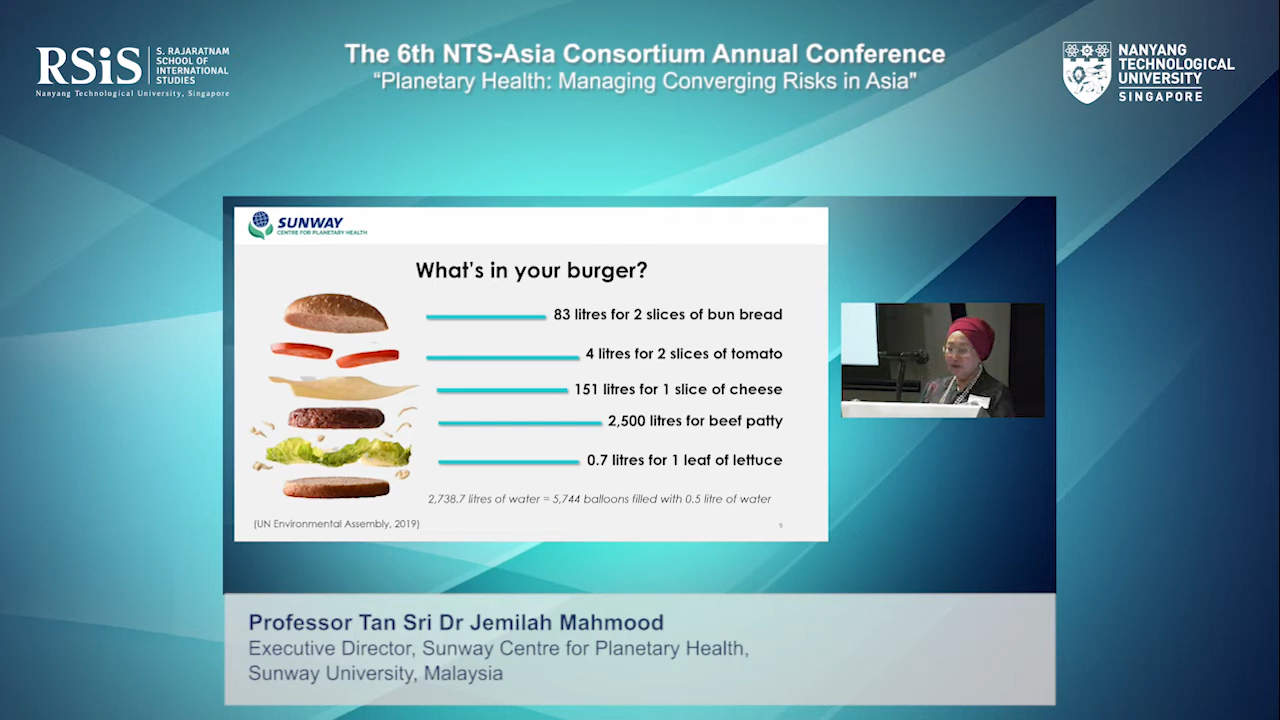 RSiS
S. RAJARATNAM
SCHOOL OF
INTERNATIONAL
STUDIES
Nanyang Technological University, Singapore
The 6th NTS-Asia Consortium Annual Conference
“Planetary Health: Managing Converging Risks in Asia"
NANYANG
TECHNOLOGICAL
UNIVERSITY
SINGAPORE
SUNWAY
CENTRE FOR PLANETARY HEALTH
What's in your burger?
83 litres for 2 slices of bun bread
4 litres for 2 slices of tomato
151 litres for 1 slice of cheese
2,500 litres for beef patty
0.7 litres for 1 leaf of lettuce
2,738.7 litres of water = 5,744 balloons filled with 0.5 litre of water
(UN Environmental Assembly, 2019)
9
Professor Tan Sri Dr Jemilah Mahmood
Executive Director, Sunway Centre for Planetary Health,
Sunway University, Malaysia